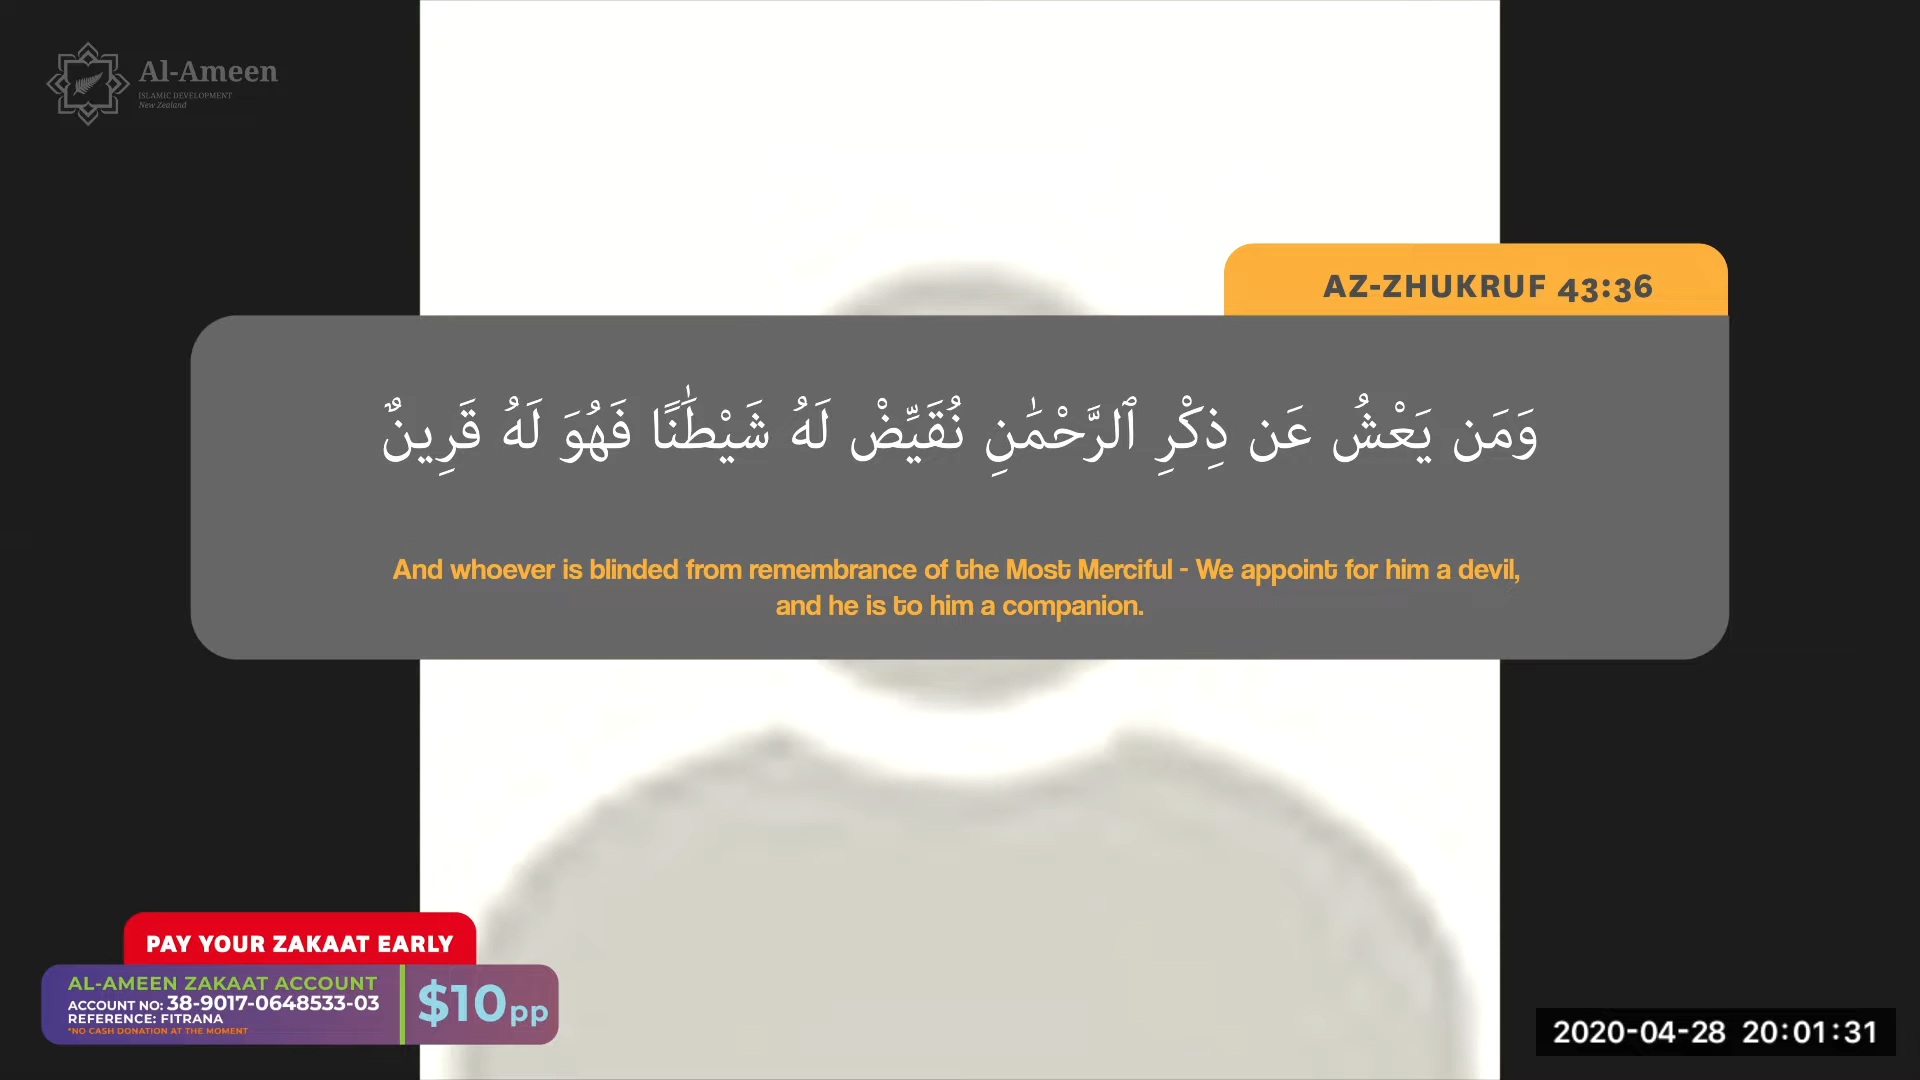 Al-Ameen
ISLAMIC DEVELOPMENT
New Zealand
AZ-ZHUKRUF 43:36
وَمَن يَعْشُ عَن ذِكْرِ ٱلرَّحْمَٰنِ نُقَيِّضْ لَهُ شَيْطَٰنًا فَهُوَ لَهُ قَرِينٌ
And whoever is blinded from remembrance of the Most Merciful - We appoint for him a devil,
and he is to him a companion.
PAY YOUR ZAKAAT EARLY
AL-AMEEN ZAKAAT ACCOUNT
ACCOUNT NO: 38-9017-0648533-03
REFERENCE: FITRANA
*NO CASH DONATION AT THE MOMENT
$10pp
2020-04-28 20:01:31